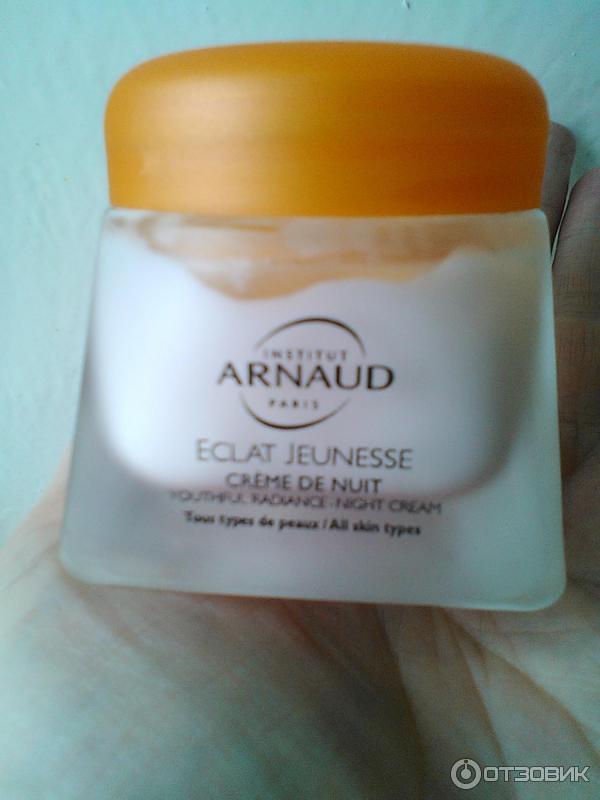 INSTITUT
ARNAUD
PARIS
ECLAT JEUNESSE
CRÈME DE NUIT
YOUTHFUL RADIANCE-NIGHT CREAM
Tous types de peaux / All skin types
ОТЗОВИК